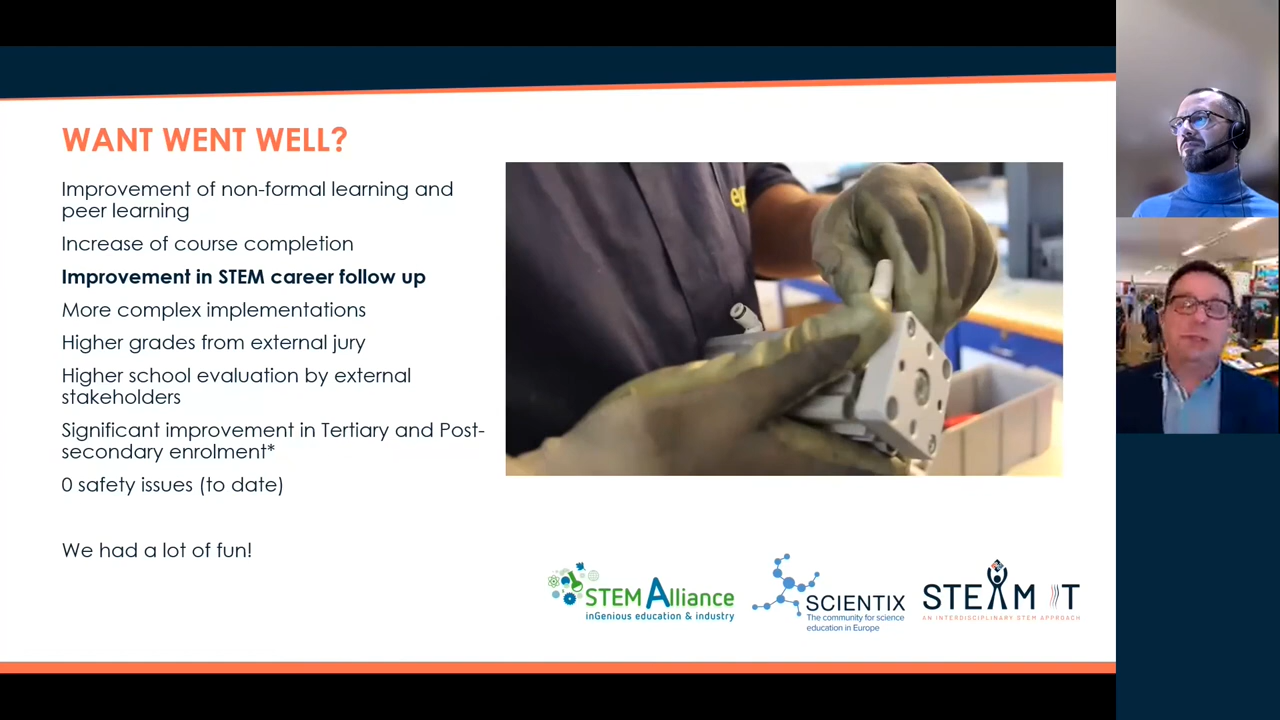 WANT WENT WELL?
Improvement of non-formal learning and
peer learning
Increase of course completion
Improvement in STEM career follow up
More complex implementations
Higher grades from external jury
Higher school evaluation by external
stakeholders
Significant improvement in Tertiary and Post-
secondary enrolment*
0 safety issues (to date)
We had a lot of fun!
STEM Alliance
inGenious education & industry
SCIENTIX
The community for science
education in Europe
STEAM IT
AN INTERDISCIPLINARY STEM APPROACH